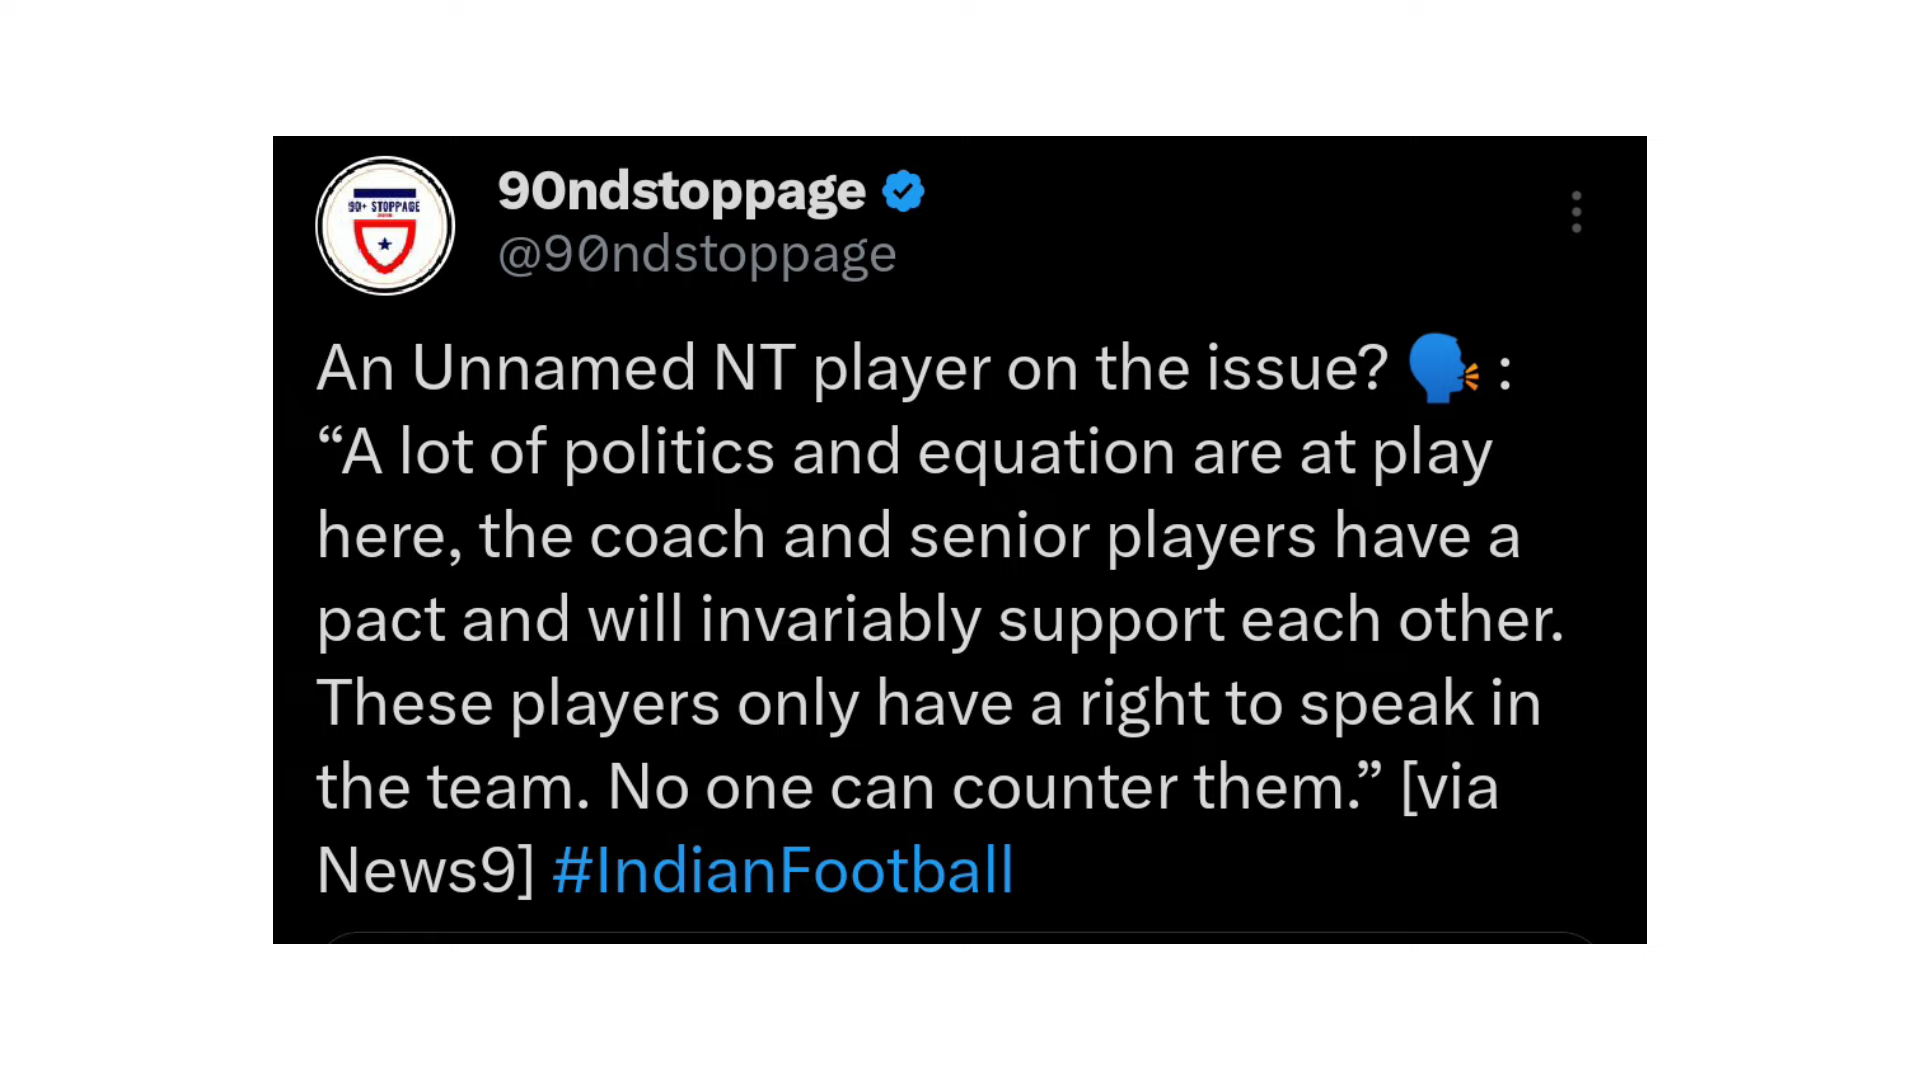 90+ STOPPAGE
90ndstoppage
@90ndstoppage
An Unnamed NT player on the issue? 🗣️ :
“A lot of politics and equation are at play
here, the coach and senior players have a
pact and will invariably support each other.
These players only have a right to speak in
the team. No one can counter them.” [via
News9] #IndianFootball